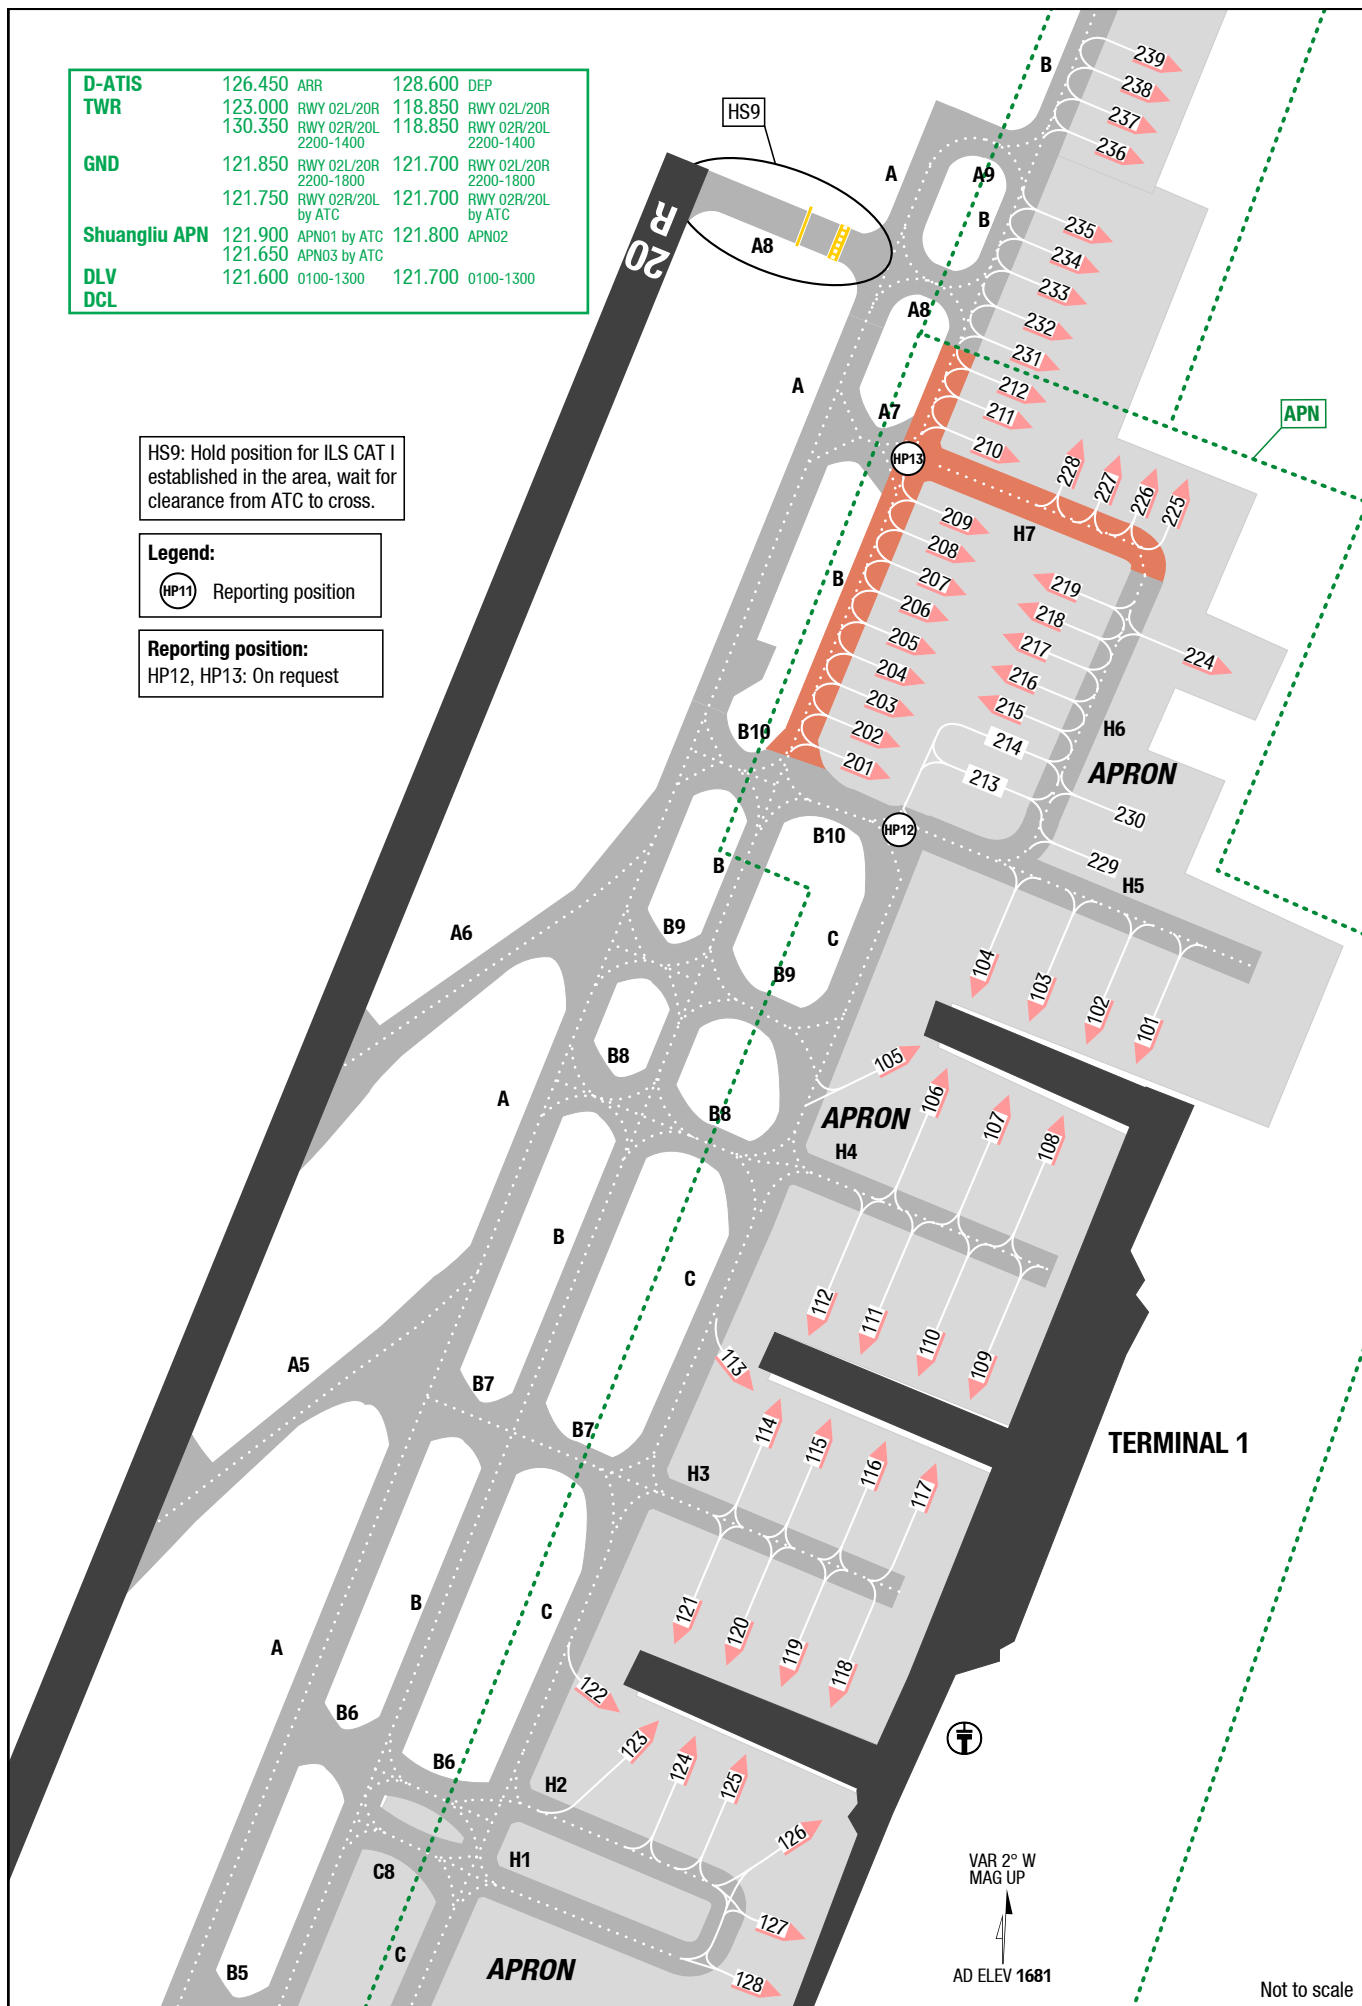 D-ATIS 126.450 ARR 128.600 DEP
TWR 123.000 RWY 02L/20R 118.850 RWY 02L/20R
130.350 RWY 02R/20L 118.850 RWY 02R/20L
2200-1400 2200-1400
GND 121.850 RWY 02L/20R 121.700 RWY 02L/20R
2200-1800 2200-1800
121.750 RWY 02R/20L 121.700 RWY 02R/20L
by ATC by ATC
Shuangliu APN 121.900 APN01 by ATC 121.800 APN02
121.650 APN03 by ATC
DLV 121.600 0100-1300 121.700 0100-1300
DCL
HS9
20R
A8
A
A9
B
B
239
238
237
236
235
234
233
232
231
A8
A
A7
212
211
210
APN
HP13
228
227
226
225
H7
HS9: Hold position for ILS CAT I
established in the area, wait for
clearance from ATC to cross.
Legend:
HP11 Reporting position
Reporting position:
HP12, HP13: On request
209
208
207
206
205
204
203
202
201
B
219
218
217
216
215
214
213
224
H6
APRON
230
229
B10
B10
HP12
H5
B
B9
C
B9
A6
104
103
102
101
B8
B8
A
105
106
107
108
APRON
H4
B
C
112
111
110
109
A5
B7
B7
113
114
115
116
117
H3
TERMINAL 1
A
B
C
121
120
119
118
B6
B6
122
123
124
125
126
H2
H1
C8
127
128
B5
C
APRON
VAR 2° W
MAG UP
AD ELEV 1681
Not to scale